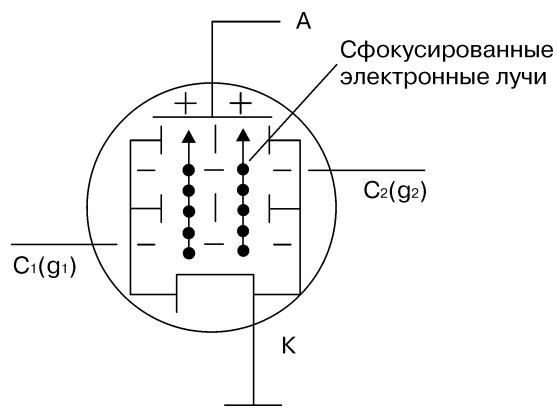 A
Сфокусированные
электронные лучи
+ +
C₂(g₂)
C₁(g₁)
К